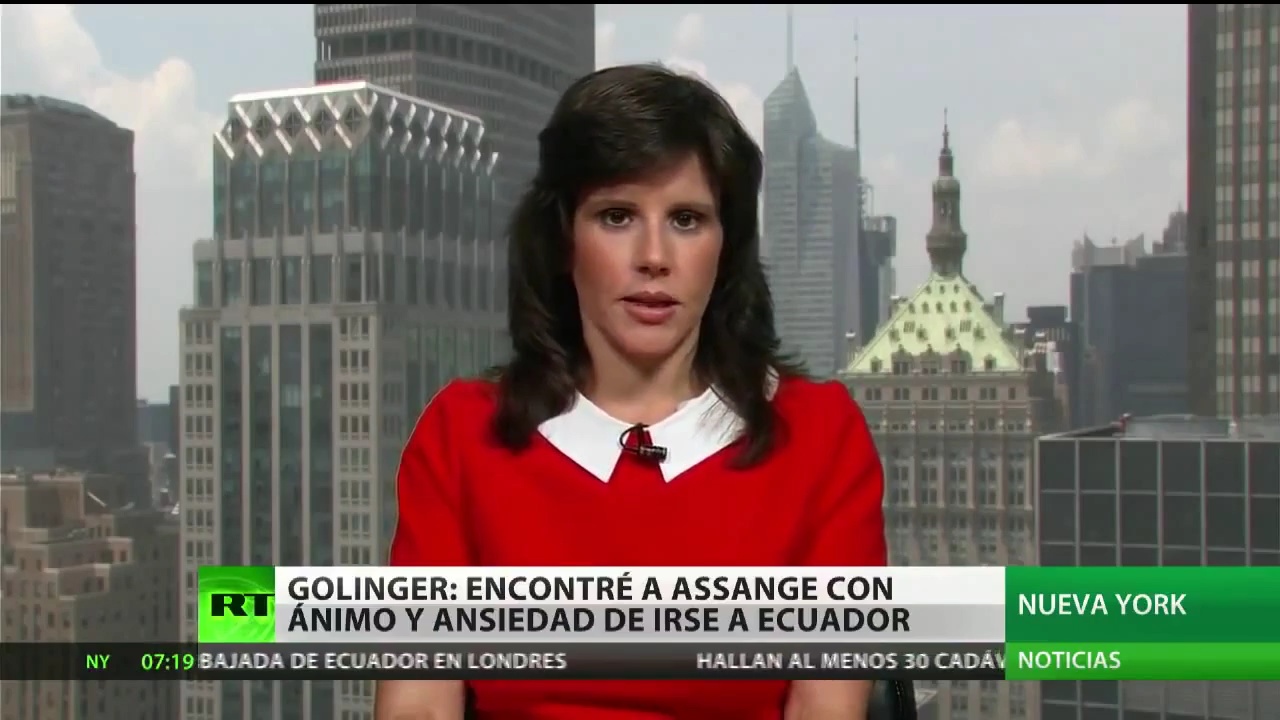 RT
GOLINGER: ENCONTRÉ A ASSANGE CON
ÁNIMO Y ANSIEDAD DE IRSE A ECUADOR
NUEVA YORK
NY 07:19 BAJADA DE ECUADOR EN LONDRES HALLAN AL MENOS 30 CADÁV
NOTICIAS